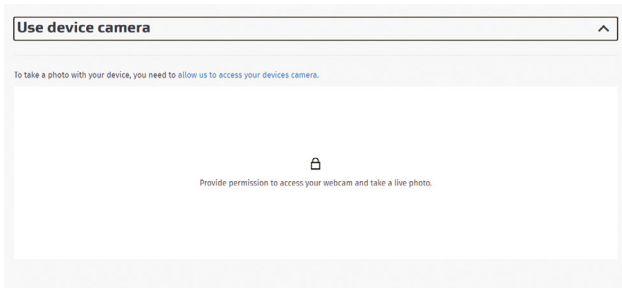 Use device camera
To take a photo with your device, you need to allow us to access your devices camera.
Provide permission to access your webcam and take a live photo.